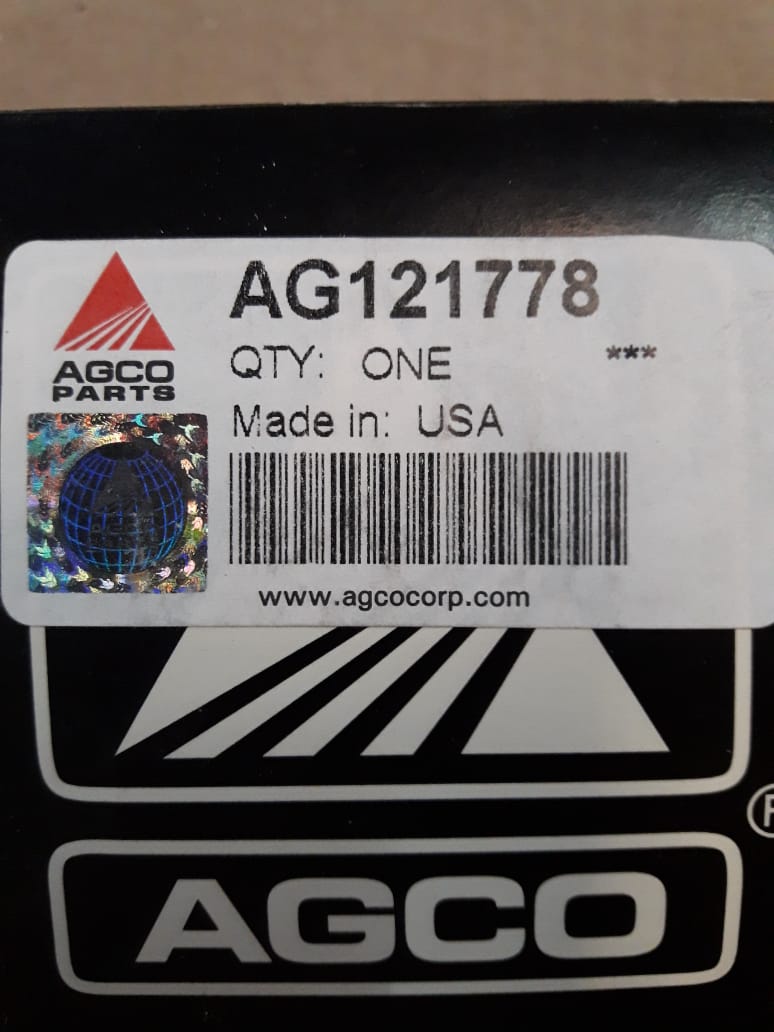 AG121778
AGCO
PARTS
QTY: ONE ***
Made in: USA
www.agcocorp.com
AGCO